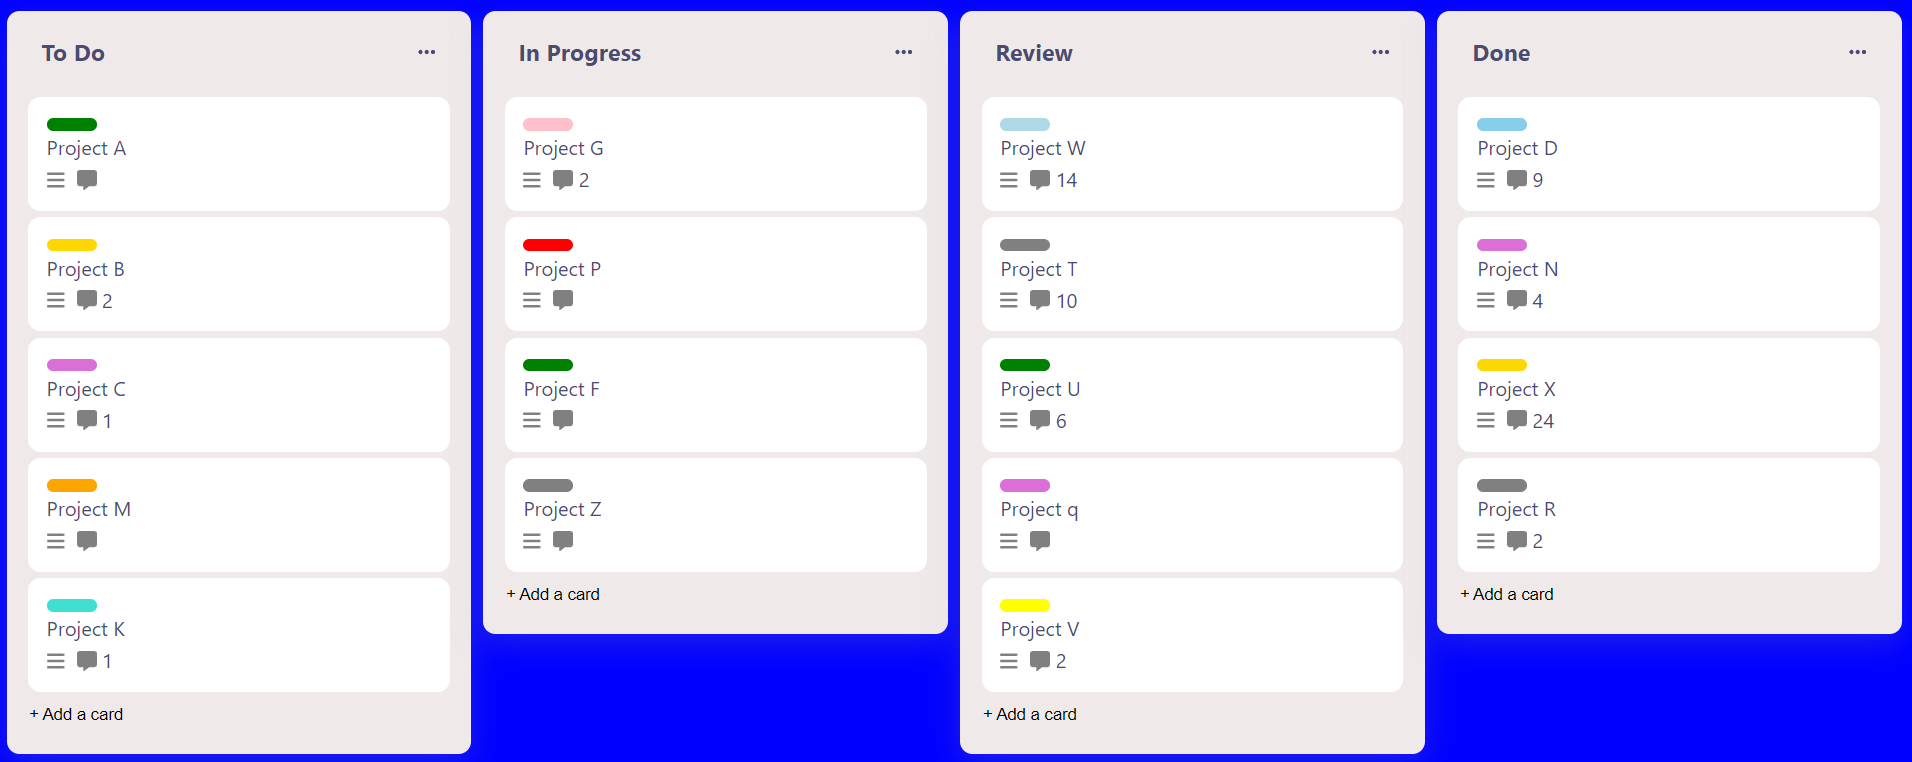 To Do
Project A
Project B
2
Project C
1
Project M
Project K
1
+ Add a card
In Progress
Project G
2
Project P
Project F
Project Z
+ Add a card
Review
Project W
14
Project T
10
Project U
6
Project q
Project V
2
+ Add a card
Done
Project D
9
Project N
4
Project X
24
Project R
2
+ Add a card